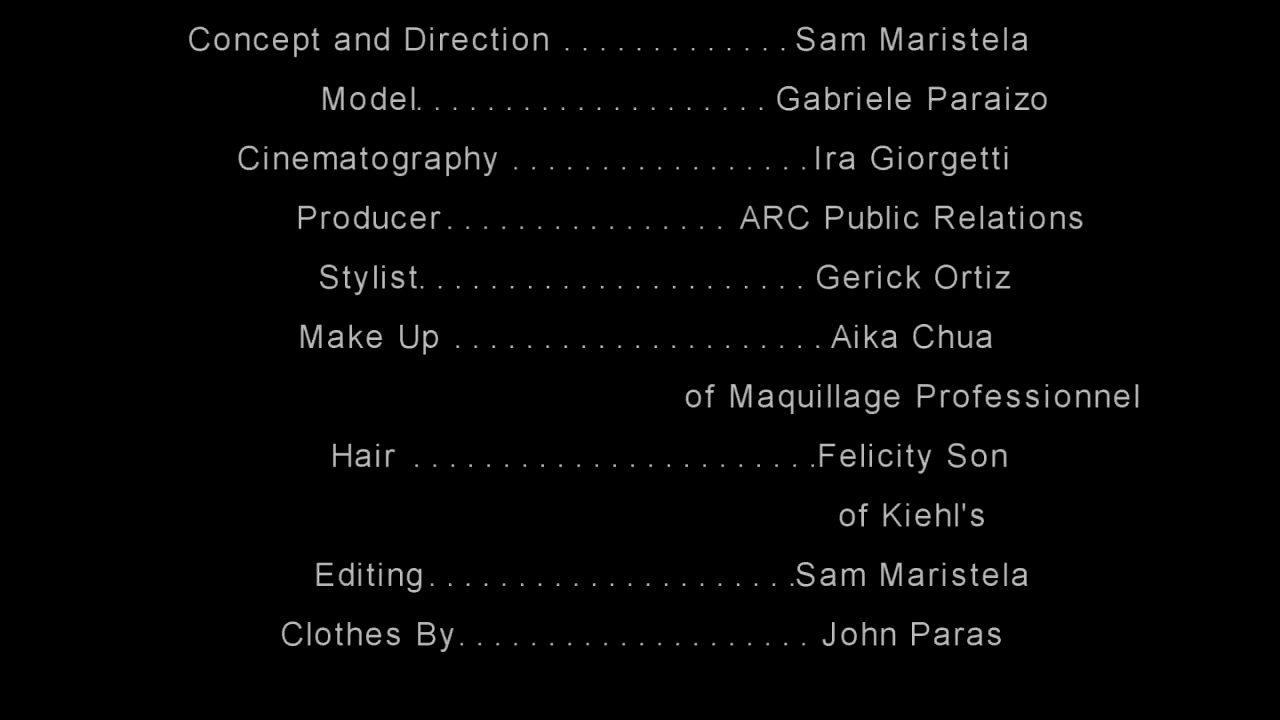 Concept and Direction . . . . . . . . . . . . . Sam Maristela
Model. . . . . . . . . . . . . . . . . . . . Gabriele Paraizo
Cinematography . . . . . . . . . . . . . . . . . Ira Giorgetti
Producer . . . . . . . . . . . . . . . . ARC Public Relations
Stylist. . . . . . . . . . . . . . . . . . . . . . Gerick Ortiz
Make Up . . . . . . . . . . . . . . . . . . . . . Aika Chua
of Maquillage Professionnel
Hair . . . . . . . . . . . . . . . . . . . . . . . Felicity Son
of Kiehl's
Editing . . . . . . . . . . . . . . . . . . . . . Sam Maristela
Clothes By . . . . . . . . . . . . . . . . . . . . John Paras